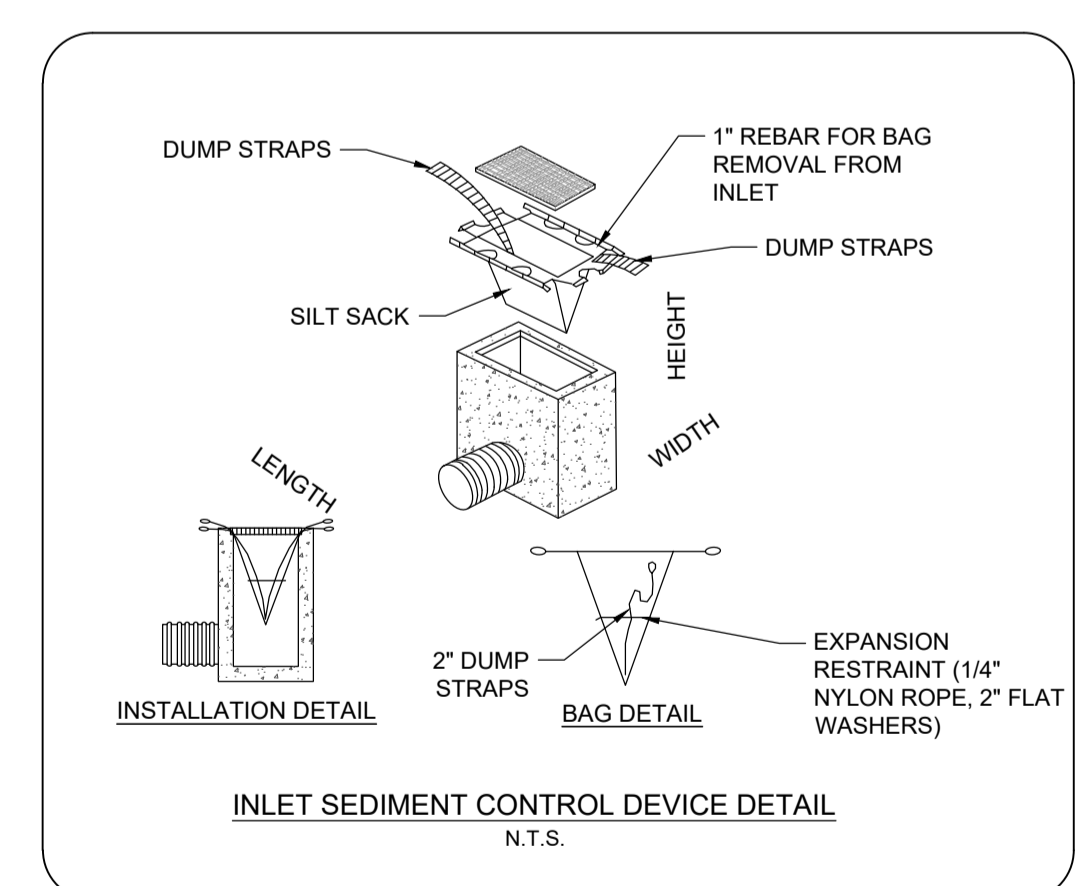 DUMP STRAPS
1" REBAR FOR BAG
REMOVAL FROM
INLET
DUMP STRAPS
SILT SACK
HEIGHT
WIDTH
LENGTH
INSTALLATION DETAIL
2" DUMP
STRAPS
BAG DETAIL
EXPANSION
RESTRAINT (1/4"
NYLON ROPE, 2" FLAT
WASHERS)
INLET SEDIMENT CONTROL DEVICE DETAIL
N.T.S.